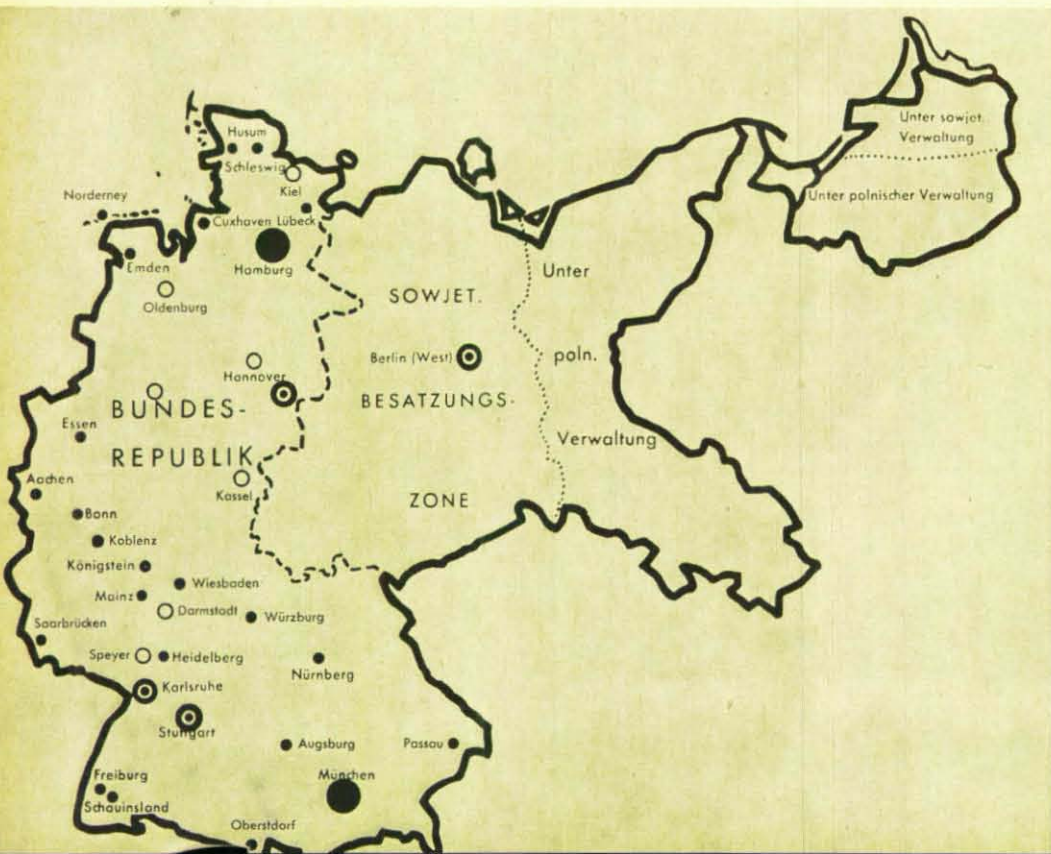 Unter sowjet.
Verwaltung
Husum
Schleswig
Kiel
Norderney
Unter polnischer Verwaltung
Cuxhaven Lübeck
Emden
Hamburg
Unter
Oldenburg
SOWJET.
Berlin (West)
poln.
Hannover
BESATZUNGS-
BUNDES-
Essen
Verwaltung
REPUBLIK
Aachen
Kassel
ZONE
Bonn
Koblenz
Königstein
Wiesbaden
Mainz
Darmstadt
Würzburg
Saarbrücken
Speyer
Heidelberg
Nürnberg
Karlsruhe
Stuttgart
Augsburg
Passau
Freiburg
München
Schauinsland
Oberstdorf